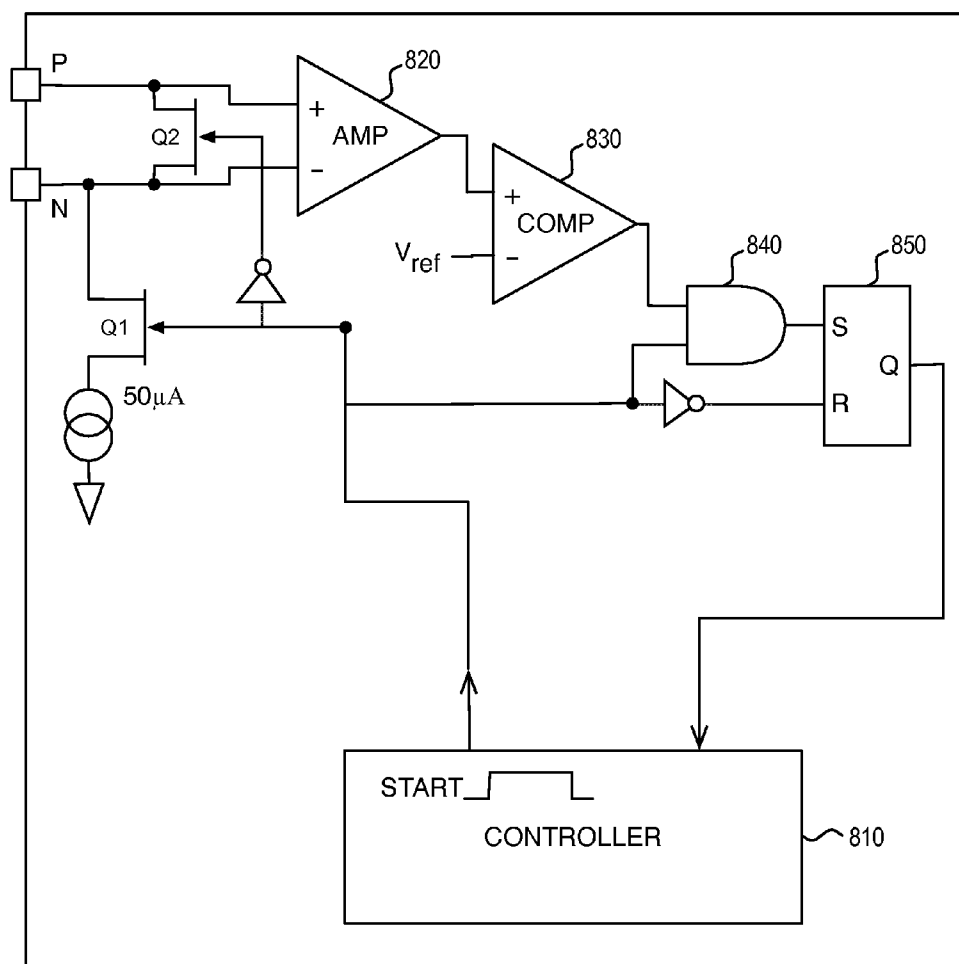 P
820
+
AMP
Q2
−
830
N
+
COMP
840
850
Vref
−
S
Q1
Q
50µA
R
START
CONTROLLER
810